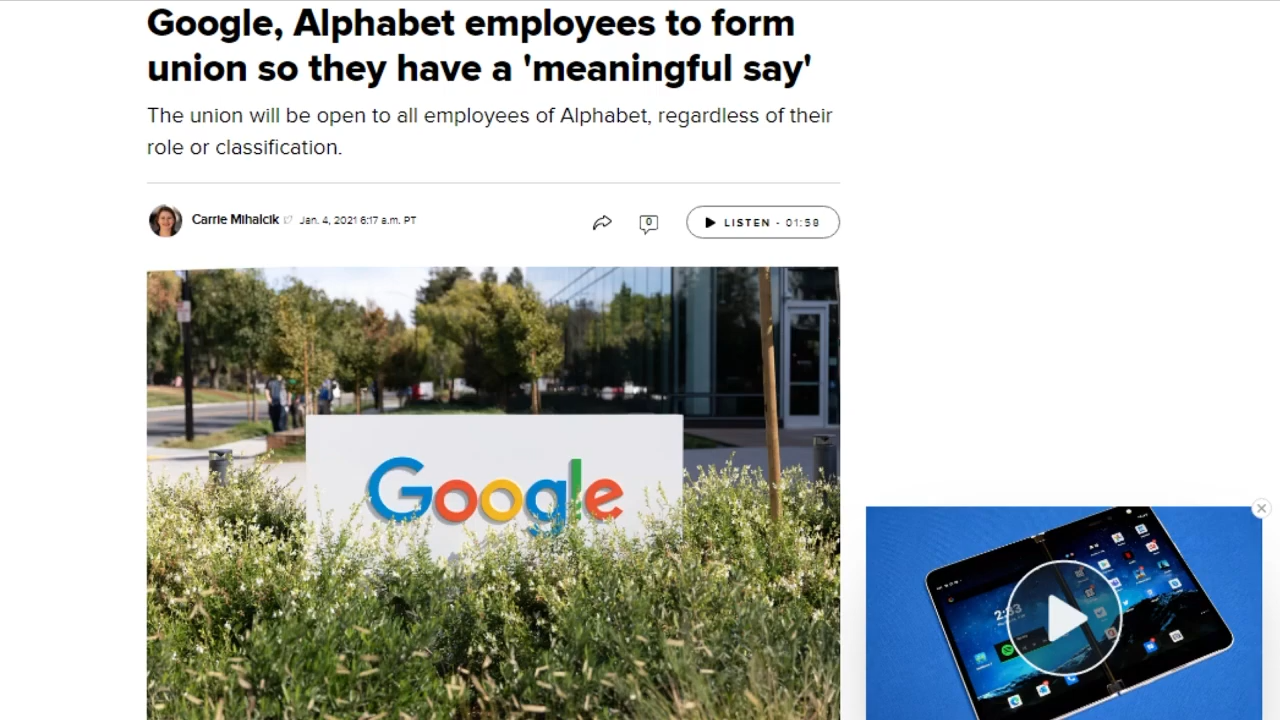 Google, Alphabet employees to form
union so they have a 'meaningful say'
The union will be open to all employees of Alphabet, regardless of their
role or classification.
Carrie Mihalcik Jan. 4, 2021 6:17 a.m. PT
0
LISTEN - 01:58
Google
2:33